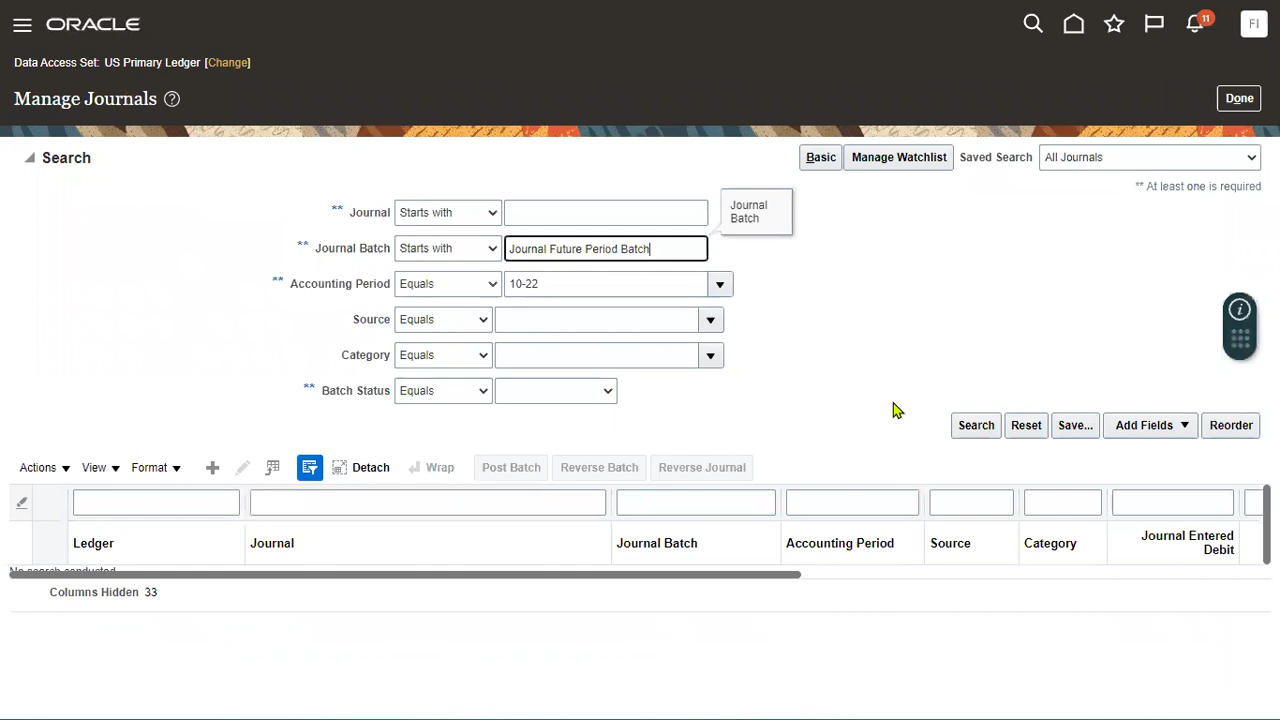 ORACLE
11
FI
Data Access Set: US Primary Ledger [Change]
Manage Journals ?
Done
Search
Basic
Manage Watchlist
Saved Search
All Journals
** At least one is required
** Journal
Starts with
Journal
Batch
** Journal Batch
Starts with
Journal Future Period Batch
** Accounting Period
Equals
10-22
Source
Equals
Category
Equals
** Batch Status
Equals
Search
Reset
Save...
Add Fields
Reorder
Actions
View
Format
Detach
Wrap
Post Batch
Reverse Batch
Reverse Journal
Ledger
Journal
Journal Batch
Accounting Period
Source
Category
Journal Entered
Debit
No search conducted
Columns Hidden 33